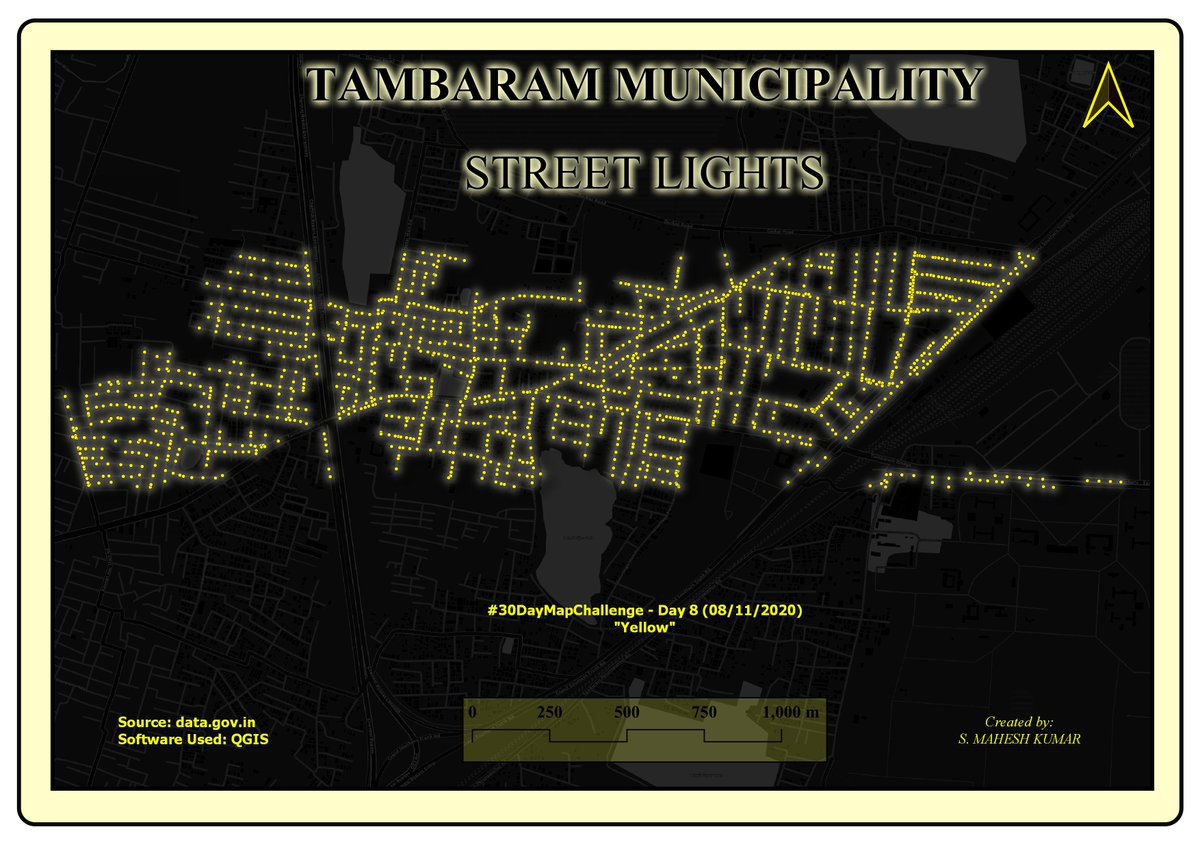 TAMBARAM MUNICIPALITY
STREET LIGHTS
#30DayMapChallenge - Day 8 (08/11/2020)
"Yellow"
0 250 500 750 1,000 m
Source: data.gov.in
Software Used: QGIS
Created by:
S. MAHESH KUMAR